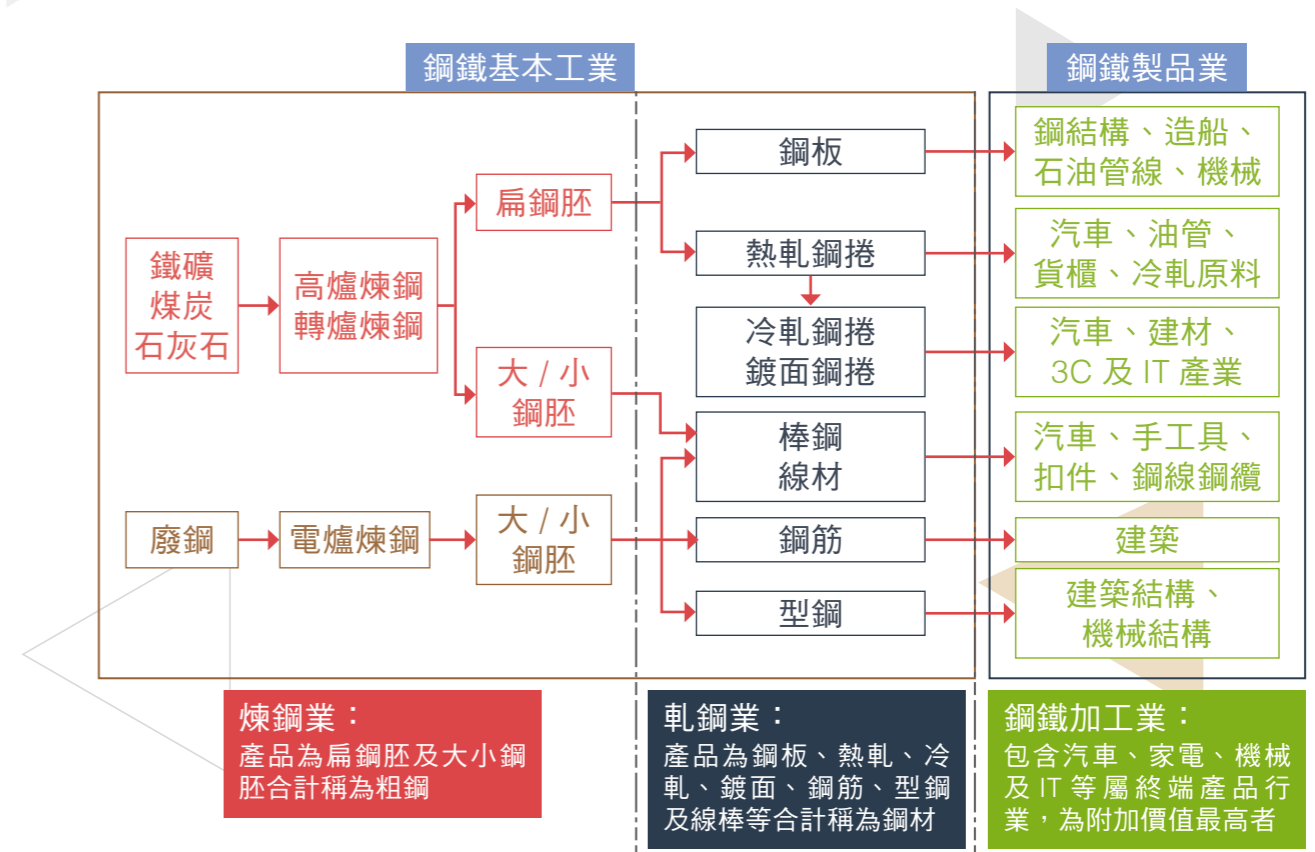 鋼鐵基本工業
鋼鐵製品業
鐵礦
煤炭
石灰石
高爐煉鋼
轉爐煉鋼
扁鋼胚
大 / 小
鋼胚
廢鋼
電爐煉鋼
大 / 小
鋼胚
鋼板
熱軋鋼捲
冷軋鋼捲
鍍面鋼捲
棒鋼
線材
鋼筋
型鋼
鋼結構、造船、
石油管線、機械
汽車、油管、
貨櫃、冷軋原料
汽車、建材、
3C 及 IT 產業
汽車、手工具、
扣件、鋼線鋼纜
建築
建築結構、
機械結構
煉鋼業：
產品為扁鋼胚及大小鋼
胚合計稱為粗鋼
軋鋼業：
產品為鋼板、熱軋、冷
軋、鍍面、鋼筋、型鋼
及線棒等合計稱為鋼材
鋼鐵加工業：
包含汽車、家電、機械
及 IT 等屬終端產品行
業，為附加價值最高者